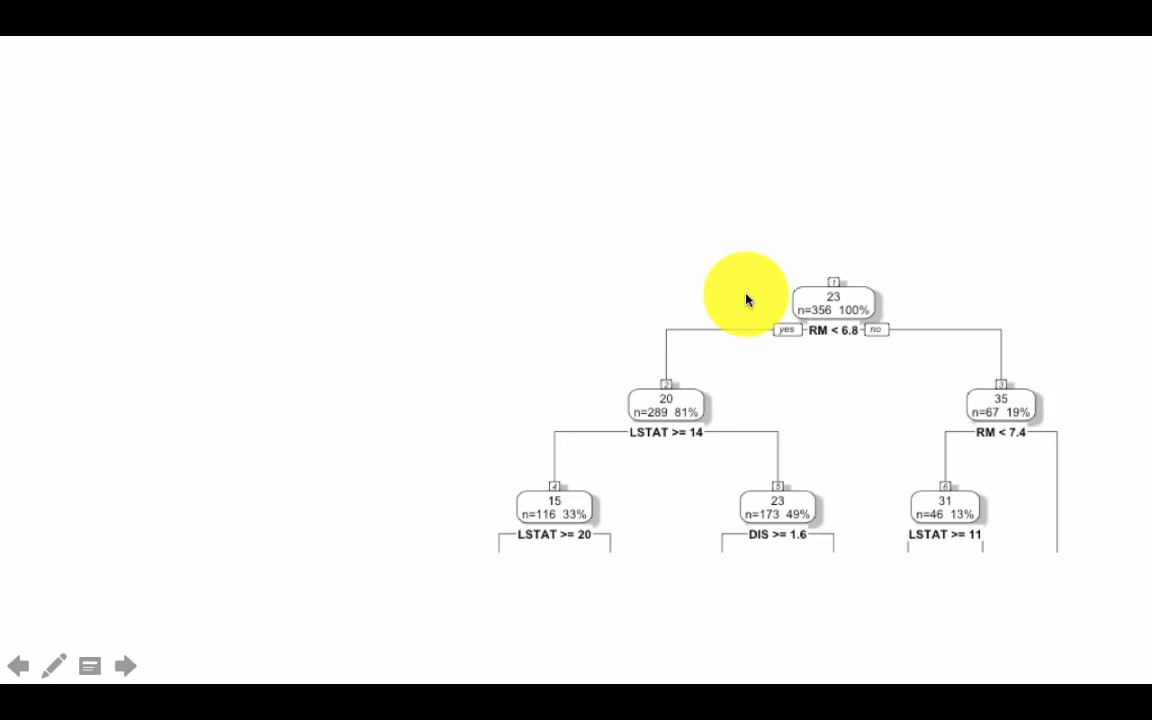 1
23
n=356 100%
yes RM < 6.8 no
2
20
n=289 81%
LSTAT >= 14
3
35
n=67 19%
RM < 7.4
4
15
n=116 33%
LSTAT >= 20
5
23
n=173 49%
DIS >= 1.6
6
31
n=46 13%
LSTAT >= 11